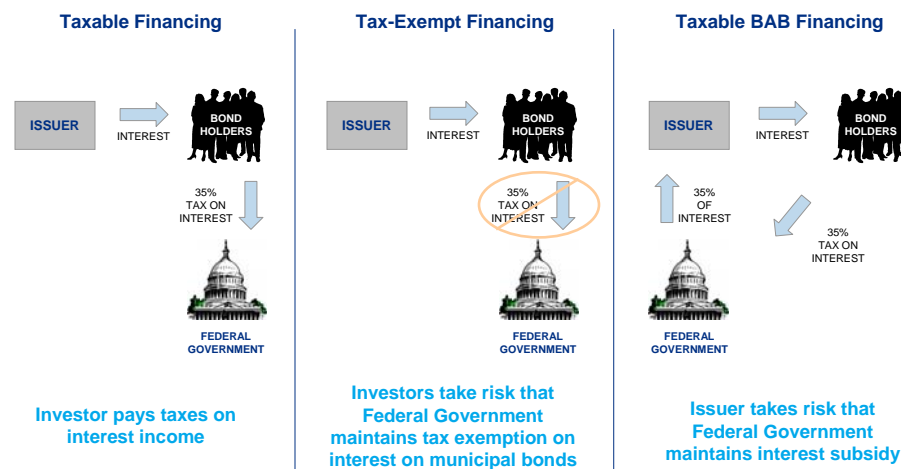 Taxable Financing
ISSUER
INTEREST
BOND
HOLDERS
35%
TAX ON
INTEREST
FEDERAL
GOVERNMENT
Investor pays taxes on
interest income
Tax-Exempt Financing
ISSUER
INTEREST
BOND
HOLDERS
35%
TAX ON
INTEREST
FEDERAL
GOVERNMENT
Investors take risk that
Federal Government
maintains tax exemption on
interest on municipal bonds
Taxable BAB Financing
ISSUER
INTEREST
BOND
HOLDERS
35%
OF
INTEREST
35%
TAX ON
INTEREST
FEDERAL
GOVERNMENT
Issuer takes risk that
Federal Government
maintains interest subsidy